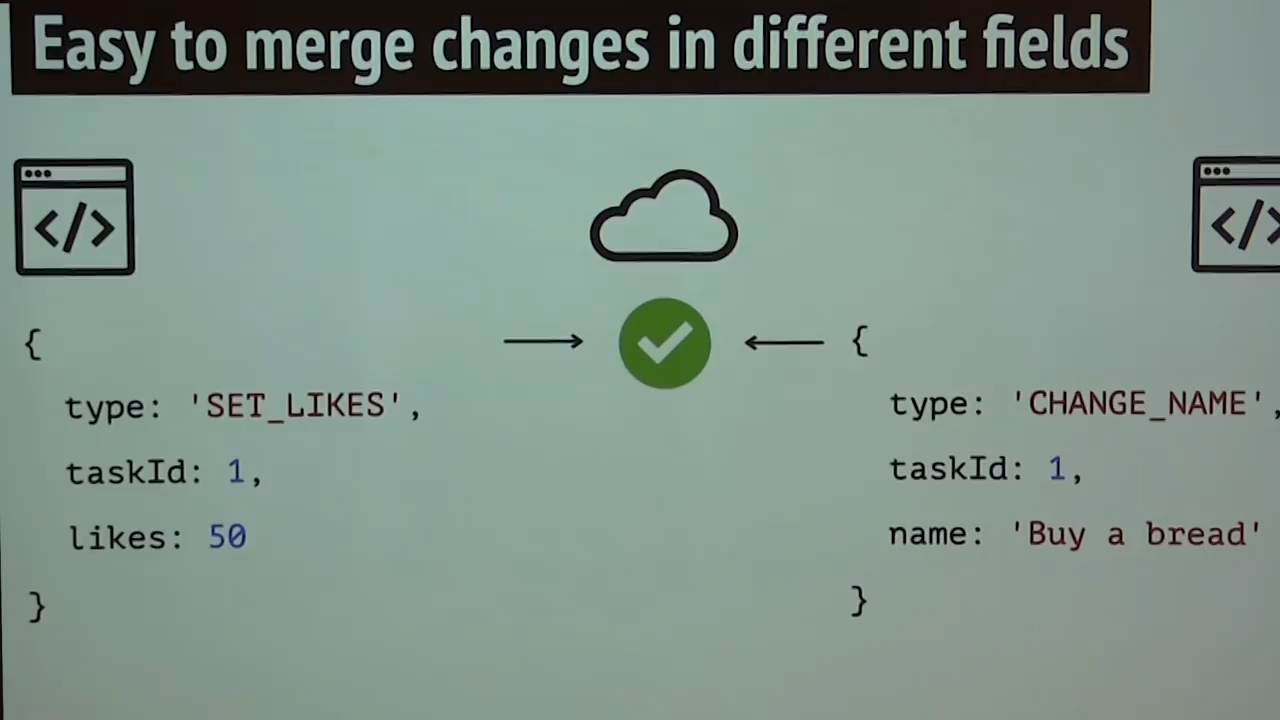 Easy to merge changes in different fields
</>
</>
{
type: 'SET_LIKES',
taskId: 1,
likes: 50
}
{
type: 'CHANGE_NAME',
taskId: 1,
name: 'Buy a bread'
}